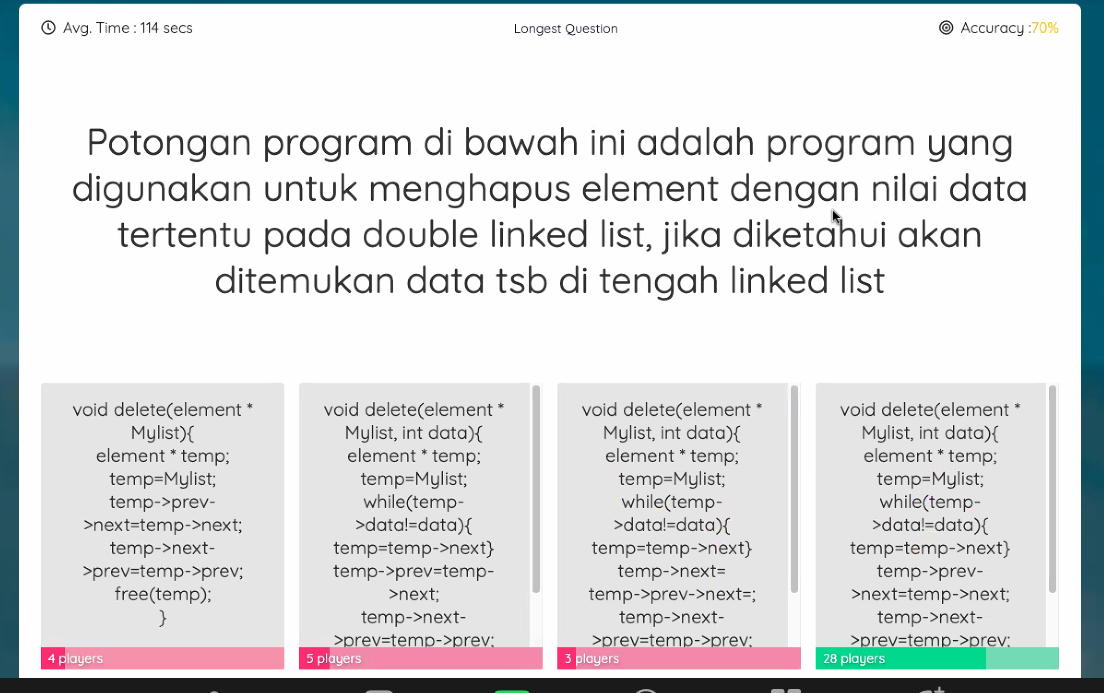 Avg. Time : 114 secs
Longest Question
Accuracy :70%
Potongan program di bawah ini adalah program yang
digunakan untuk menghapus element dengan nilai data
tertentu pada double linked list, jika diketahui akan
ditemukan data tsb di tengah linked list
void delete(element *
Mylist){
element * temp;
temp=Mylist;
temp->prev-
>next=temp->next;
temp->next-
>prev=temp->prev;
free(temp);
}
4 players
void delete(element *
Mylist, int data){
element * temp;
temp=Mylist;
while(temp-
>data!=data){
temp=temp->next}
temp->prev=temp-
>next;
temp->next-
>prev=temp->prev;
5 players
void delete(element *
Mylist, int data){
element * temp;
temp=Mylist;
while(temp-
>data!=data){
temp=temp->next}
temp->next=
temp->prev->next=;
temp->next-
>prev=temp->prev;
3 players
void delete(element *
Mylist, int data){
element * temp;
temp=Mylist;
while(temp-
>data!=data){
temp=temp->next}
temp->prev-
>next=temp->next;
temp->next-
>prev=temp->prev;
28 players